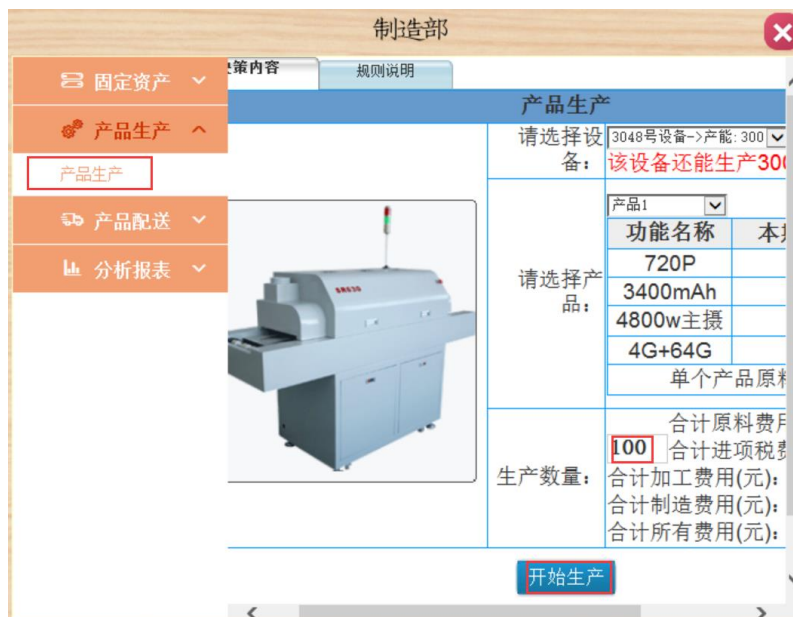 制造部
固定资产
产品生产
产品生产
产品配送
分析报表
策内容
规则说明
产品生产
请选择设
备：
3048号设备->产能:300
该设备还能生产300
SR630
请选择产
品：
产品1
功能名称
720P
3400mAh
4800w主摄
4G+64G
单个产品原
生产数量：
合计原料费
100 合计进项税
合计加工费用(元):
合计制造费用(元):
合计所有费用(元):
开始生产